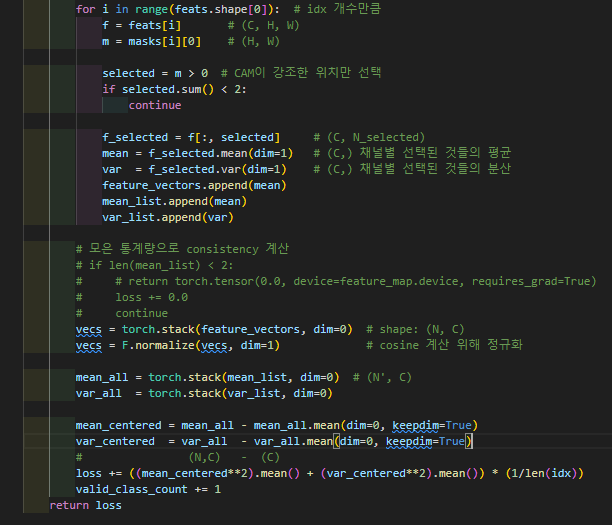 for i in range(feats.shape[0]):  # idx 개수만큼
    f = feats[i]       # (C, H, W)
    m = masks[i][0]    # (H, W)

    selected = m > 0  # CAM이 강조한 위치만 선택
    if selected.sum() < 2:
        continue

    f_selected = f[:, selected]     # (C, N_selected)
    mean = f_selected.mean(dim=1)   # (C,) 채널별 선택된 것들의 평균
    var  = f_selected.var(dim=1)    # (C,) 채널별 선택된 것들의 분산
    feature_vectors.append(mean)
    mean_list.append(mean)
    var_list.append(var)

# 모은 통계량으로 consistency 계산
# if len(mean_list) < 2:
#     # return torch.tensor(0.0, device=feature_map.device, requires_grad=True)
#     loss += 0.0
#     continue
vecs = torch.stack(feature_vectors, dim=0)  # shape: (N, C)
vecs = F.normalize(vecs, dim=1)             # cosine 계산 위해 정규화

mean_all = torch.stack(mean_list, dim=0)  # (N', C)
var_all  = torch.stack(var_list, dim=0)

mean_centered = mean_all - mean_all.mean(dim=0, keepdim=True)
var_centered  = var_all  - var_all.mean(dim=0, keepdim=True)
#                (N,C)   -  (C)
loss += ((mean_centered**2).mean() + (var_centered**2).mean()) * (1/len(idx))
valid_class_count += 1
return loss